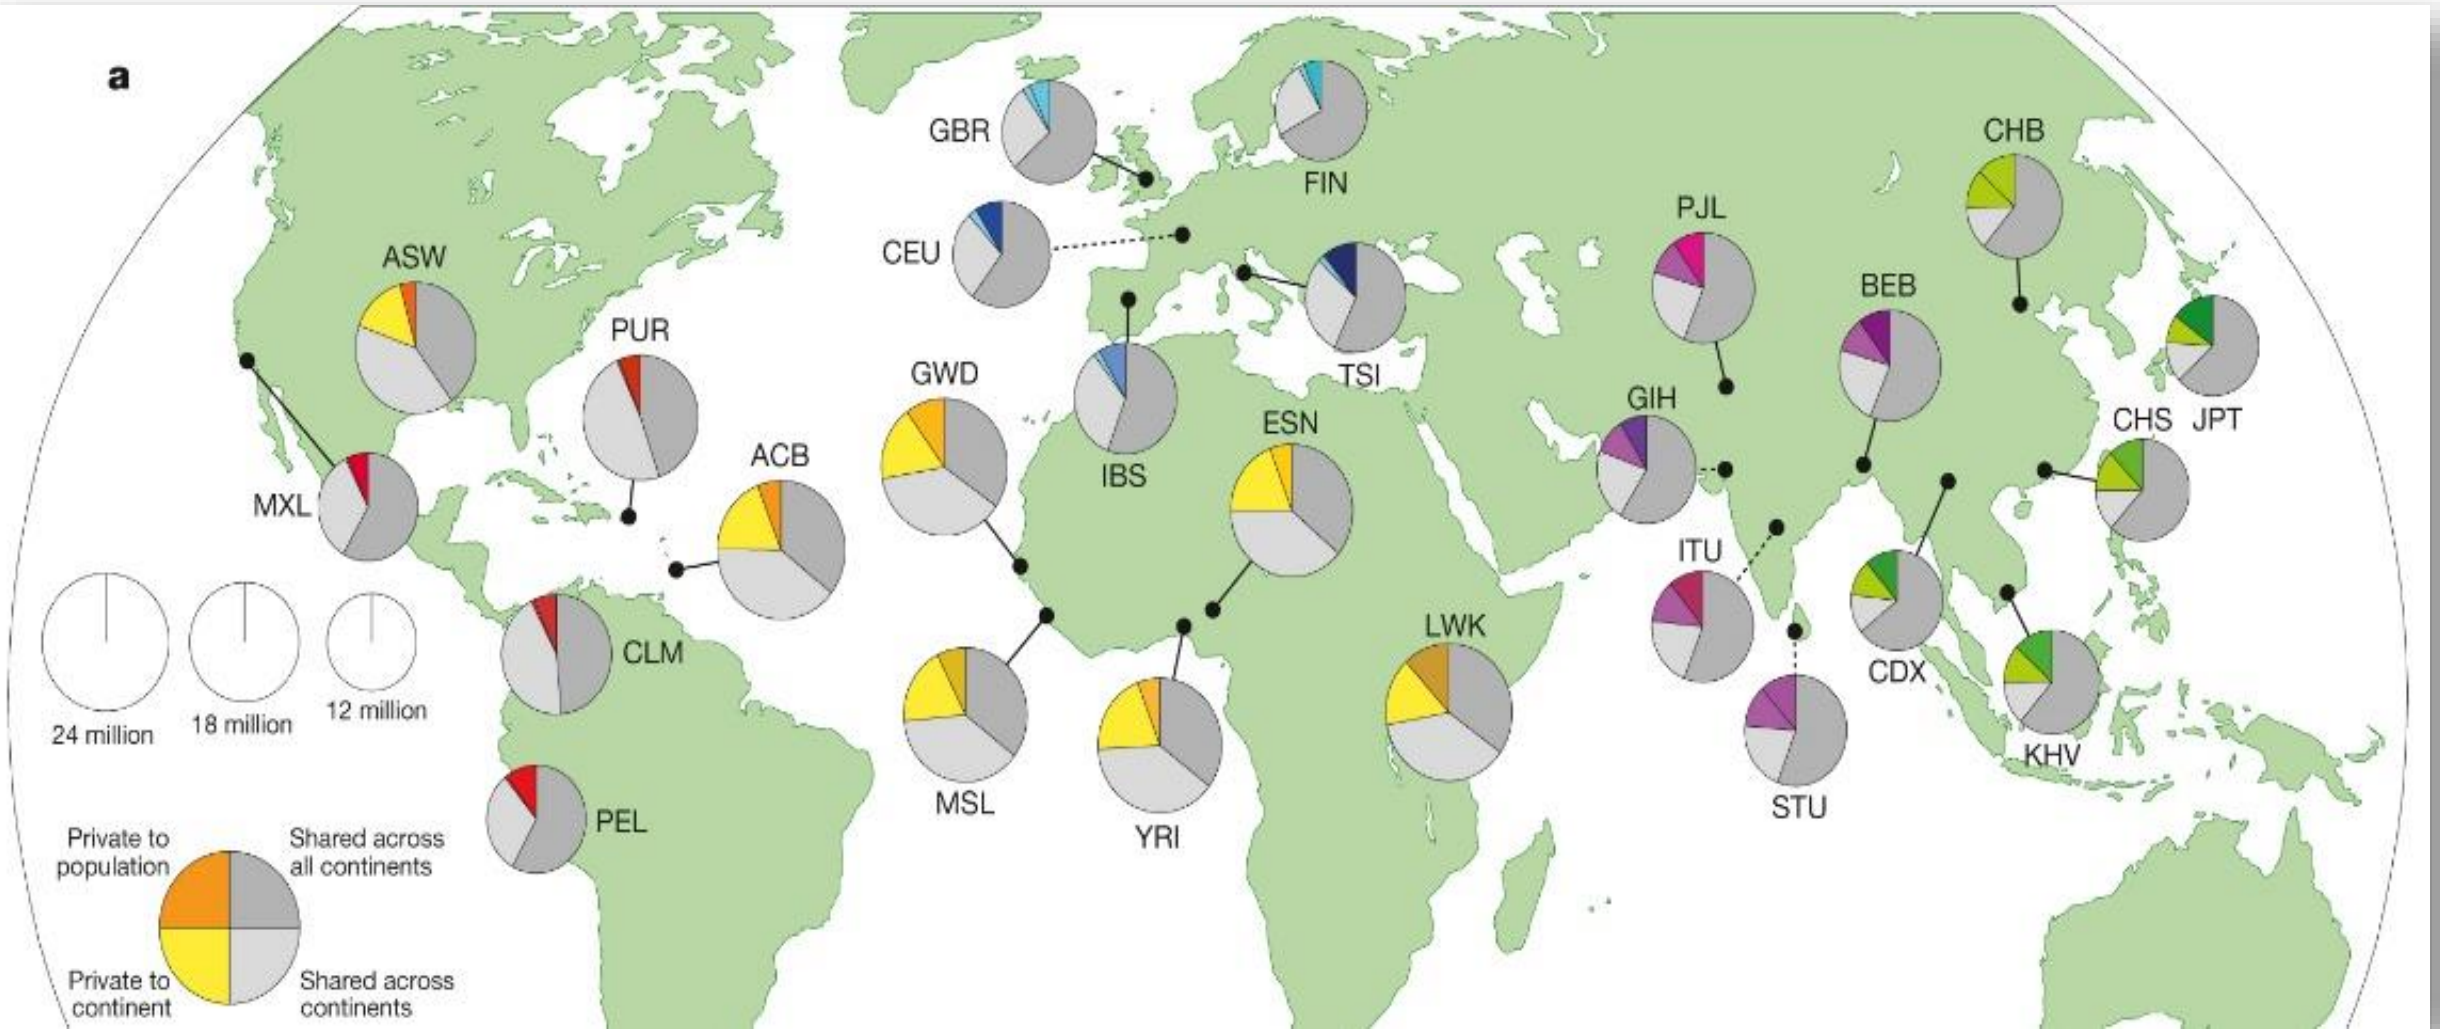 a
GBR
FIN
CHB
CEU
PJL
ASW
BEB
PUR
GWD
TSI
GIH
CHS
JPT
ACB
ESN
IBS
MXL
ITU
CLM
LWK
CDX
24 million
18 million
12 million
KHV
MSL
STU
YRI
PEL
Private to
population
Shared across
all continents
Private to
continent
Shared across
continents